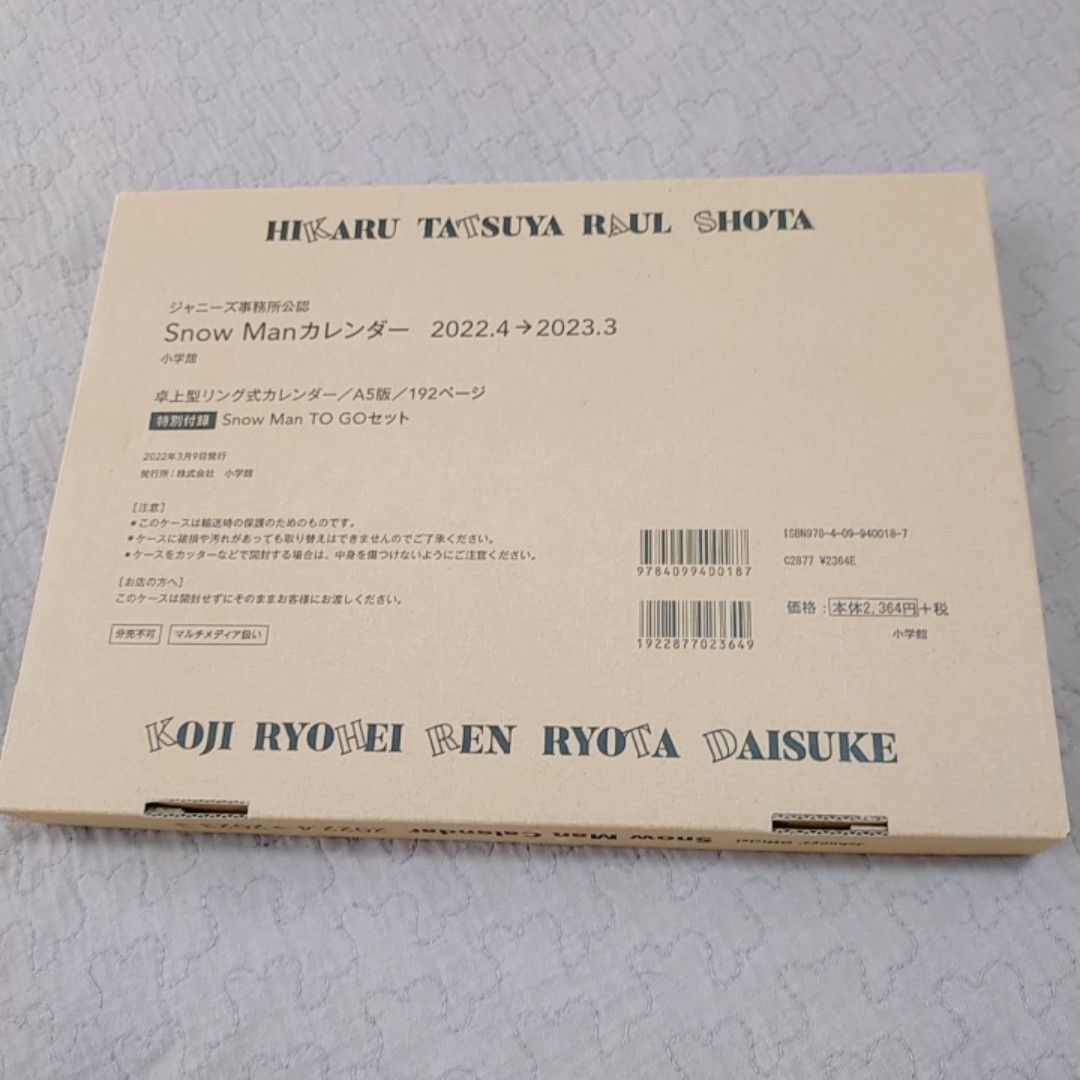 HIKARU TATSUYA RAUL SHOTA
ジャニーズ事務所公認
Snow Manカレンダー 2022.4→2023.3
小学館
卓上型リング式カレンダー/A5版/192ページ
特別付録 Snow Man TO GOセット
2022年3月9日発行
発行所:株式会社 小学館
[注意]
●このケースは輸送時の保護のためのものです。
●ケースに破損や汚れがあっても取り替えはできませんのでご了承ください。
●ケースをカッターなどで開封する場合は、中身を傷つけないようにご注意ください。
[お店の方へ]
このケースは開封せずにそのままお客様にお渡しください。
分売不可 マルチメディア扱い
9784099400187
ISBN978-4-09-940018-7
C2877 ¥2364E
1922877023649
価格:本体2,364円+税
小学館
KOJI RYOHEI REN RYOTA DAISUKE
Johnnys' Official Snow Man Calendar 2022.4→2023.3